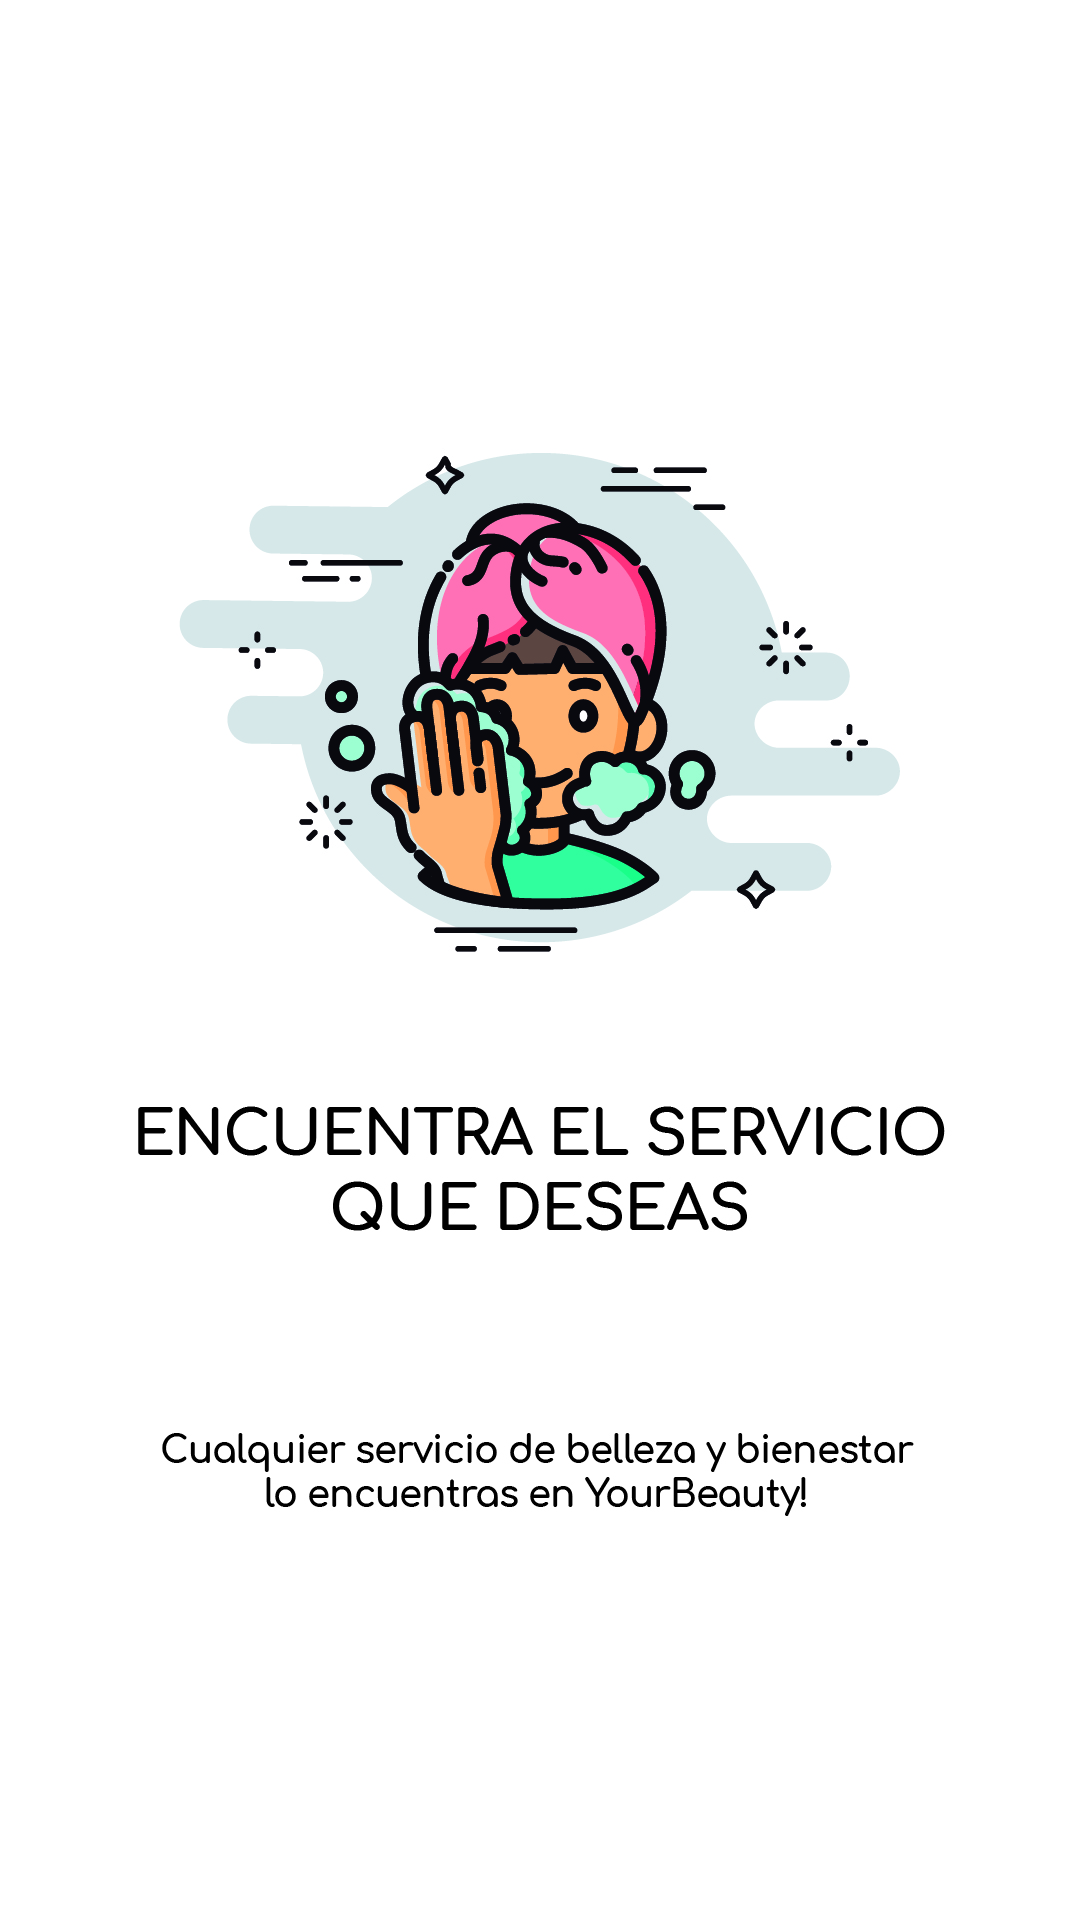 ENCUENTRA EL SERVICIO
QUE DESEAS
Cualquier servicio de belleza y bienestar
lo encuentras en YourBeauty!